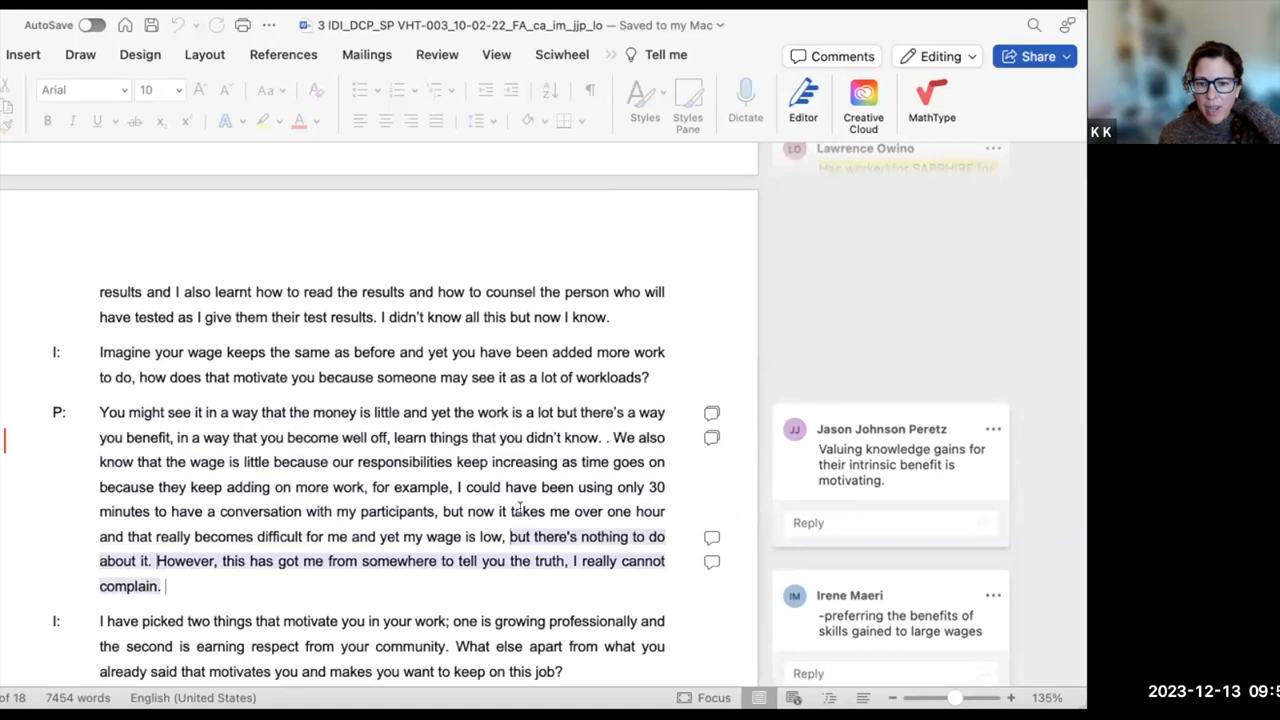 AutoSave
3 IDI_DCP_SP VHT-003_10-02-22_FA_ca_im_jjp_lo — Saved to my Mac
Insert Draw Design Layout References Mailings Review View Sciwheel Tell me
Comments Editing Share
Arial 10
Styles
Styles Pane
Dictate
Editor
Creative Cloud
MathType
K K
Lawrence Owino
Has worked for SAPPHIRE for
results and I also learnt how to read the results and how to counsel the person who will
have tested as I give them their test results. I didn't know all this but now I know.
I: Imagine your wage keeps the same as before and yet you have been added more work
to do, how does that motivate you because someone may see it as a lot of workloads?
P: You might see it in a way that the money is little and yet the work is a lot but there's a way
you benefit, in a way that you become well off, learn things that you didn't know. . We also
know that the wage is little because our responsibilities keep increasing as time goes on
because they keep adding on more work, for example, I could have been using only 30
minutes to have a conversation with my participants, but now it takes me over one hour
and that really becomes difficult for me and yet my wage is low, but there's nothing to do
about it. However, this has got me from somewhere to tell you the truth, I really cannot
complain.
I: I have picked two things that motivate you in your work; one is growing professionally and
the second is earning respect from your community. What else apart from what you
already said that motivates you and makes you want to keep on this job?
JJ Jason Johnson Peretz
Valuing knowledge gains for
their intrinsic benefit is
motivating.
Reply
IM Irene Maeri
-preferring the benefits of
skills gained to large wages
Reply
of 18 7454 words English (United States) Focus 135%
2023-12-13 09:5